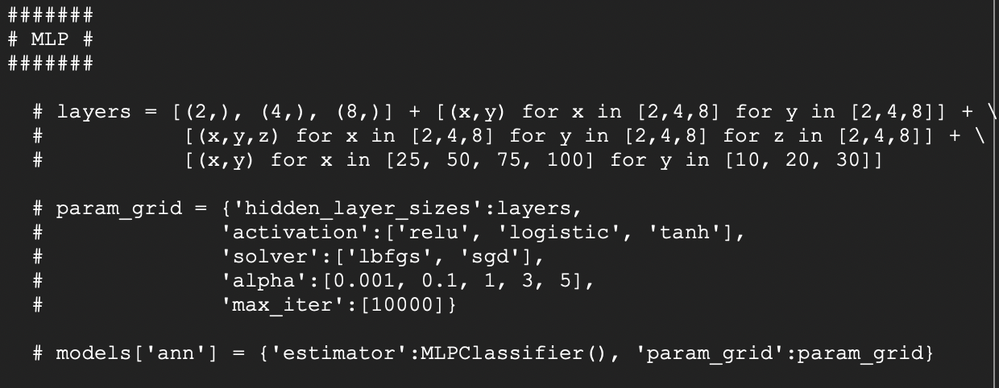 #######
# MLP #
#######
# layers = [(2,), (4,), (8,)] + [(x,y) for x in [2,4,8] for y in [2,4,8]] + \
#           [(x,y,z) for x in [2,4,8] for y in [2,4,8] for z in [2,4,8]] + \
#           [(x,y) for x in [25, 50, 75, 100] for y in [10, 20, 30]]
# param_grid = {'hidden_layer_sizes':layers,
#              'activation':['relu', 'logistic', 'tanh'],
#              'solver':['lbfgs', 'sgd'],
#              'alpha':[0.001, 0.1, 1, 3, 5],
#              'max_iter':[10000]}
# models['ann'] = {'estimator':MLPClassifier(), 'param_grid':param_grid}